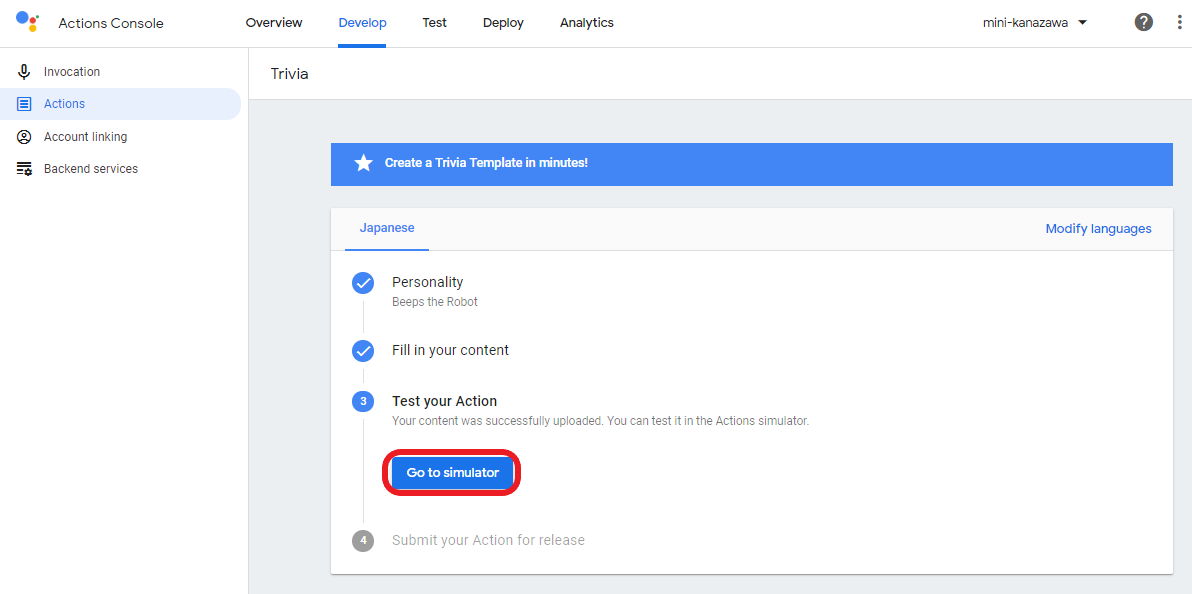 Actions Console
Overview
Develop
Test
Deploy
Analytics
mini-kanazawa
?
Invocation
Actions
Account linking
Backend services
Trivia
Create a Trivia Template in minutes!
Japanese
Modify languages
Personality
Beeps the Robot
Fill in your content
3
Test your Action
Your content was successfully uploaded. You can test it in the Actions simulator.
Go to simulator
4
Submit your Action for release